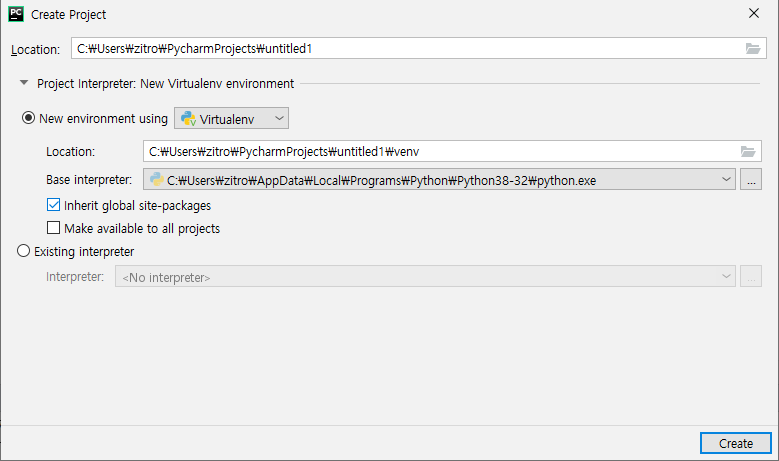 PC Create Project
Location: C:₩Users₩zitro₩PycharmProjects₩untitled1
Project Interpreter: New Virtualenv environment
New environment using Virtualenv
Location: C:₩Users₩zitro₩PycharmProjects₩untitled1₩venv
Base interpreter: C:₩Users₩zitro₩AppData₩Local₩Programs₩Python₩Python38-32₩python.exe ...
Inherit global site-packages
Make available to all projects
Existing interpreter
Interpreter: <No interpreter> ...
Create